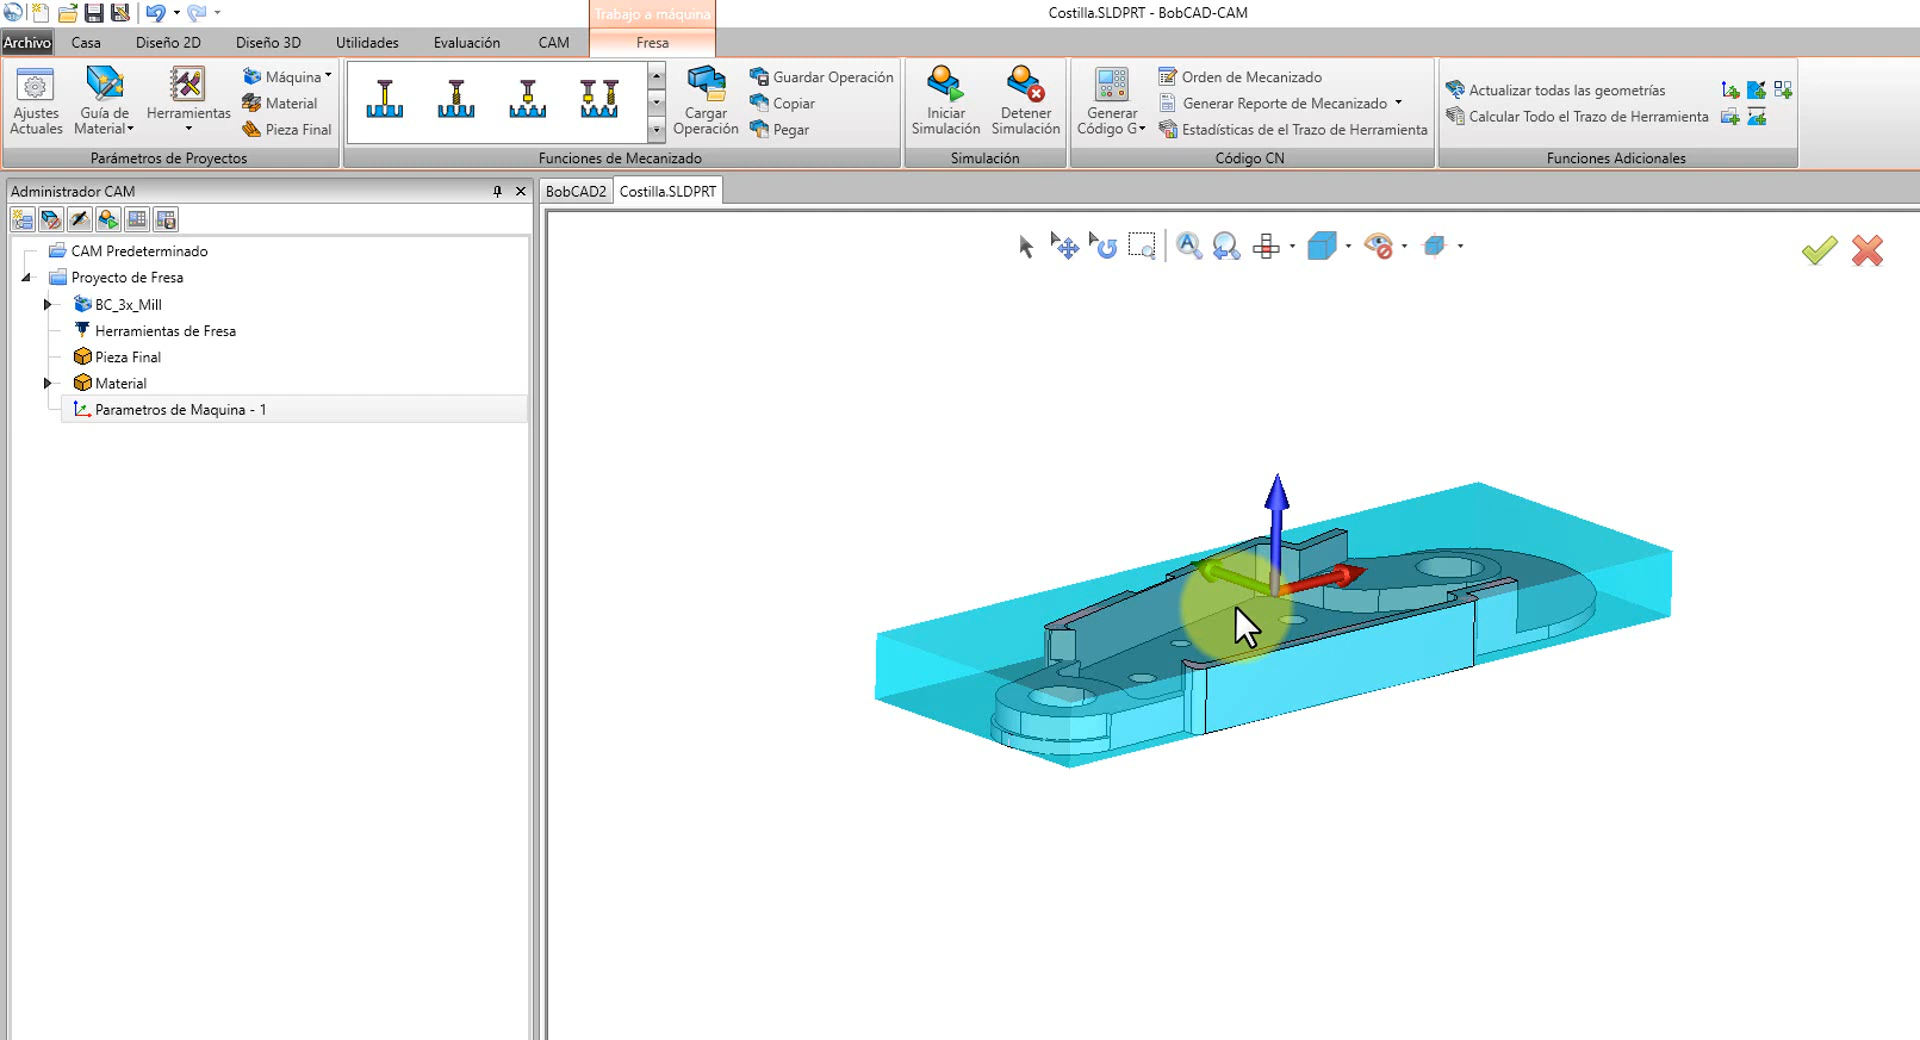 Costilla.SLDPRT - BobCAD-CAM
Trabajo a máquina
Archivo Casa Diseño 2D Diseño 3D Utilidades Evaluación CAM Fresa
Ajustes Actuales
Guía de Material
Herramientas
Máquina
Material
Pieza Final
Parámetros de Proyectos
Cargar Operación
Guardar Operación
Copiar
Pegar
Funciones de Mecanizado
Iniciar Simulación
Detener Simulación
Simulación
Generar Código G
Orden de Mecanizado
Generar Reporte de Mecanizado
Estadísticas de el Trazo de Herramienta
Código CN
Actualizar todas las geometrías
Calcular Todo el Trazo de Herramienta
Funciones Adicionales
Administrador CAM
BobCAD2 Costilla.SLDPRT
CAM Predeterminado
Proyecto de Fresa
BC_3x_Mill
Herramientas de Fresa
Pieza Final
Material
Parametros de Maquina - 1